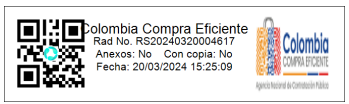 Colombia Compra Eficiente
Rad No. RS20240320004617
Anexos: No Con copia: No
Fecha: 20/03/2024 15:25:09
Colombia
COMPRA EFICIENTE
Agencia Nacional de Contratación Pública